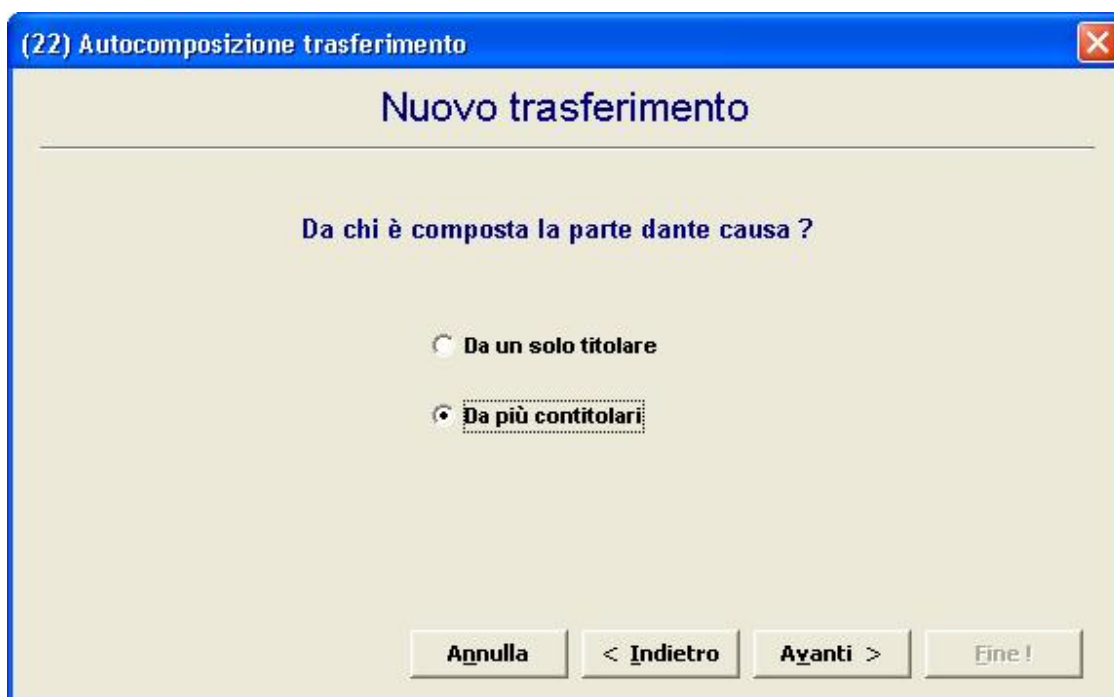 (22) Autocomposizione trasferimento
Nuovo trasferimento
Da chi è composta la parte dante causa ?
Da un solo titolare
Da più contitolari
Annulla
< Indietro
Avanti >
Fine !